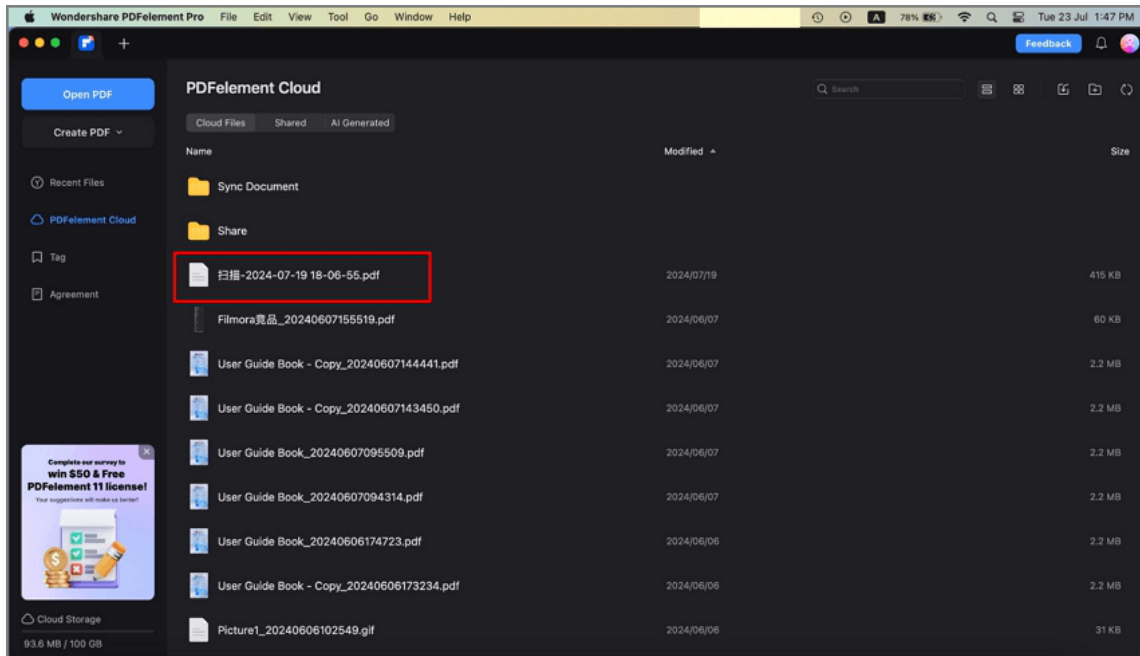 Wondershare PDFelement Pro File Edit View Tool Go Window Help A 78% Tue 23 Jul 1:47 PM
Feedback
Open PDF
Create PDF
Recent Files
PDFelement Cloud
Tag
Agreement
PDFelement Cloud
Search
Cloud Files Shared AI Generated
Name Modified Size
Sync Document
Share
扫描-2024-07-19 18-06-55.pdf 2024/07/19 415 KB
Filmora竟品_20240607155519.pdf 2024/06/07 60 KB
User Guide Book - Copy_20240607144441.pdf 2024/06/07 2.2 MB
User Guide Book - Copy_20240607143450.pdf 2024/06/07 2.2 MB
User Guide Book_20240607095509.pdf 2024/06/07 2.2 MB
User Guide Book_20240607094314.pdf 2024/06/07 2.2 MB
User Guide Book_20240606174723.pdf 2024/06/06 2.2 MB
User Guide Book - Copy_20240606173234.pdf 2024/06/06 2.2 MB
Picture1_20240606102549.gif 2024/06/06 31 KB
Complete our survey to
win $50 & Free
PDFelement 11 license!
Your suggestions will make us better!
Cloud Storage
93.6 MB / 100 GB